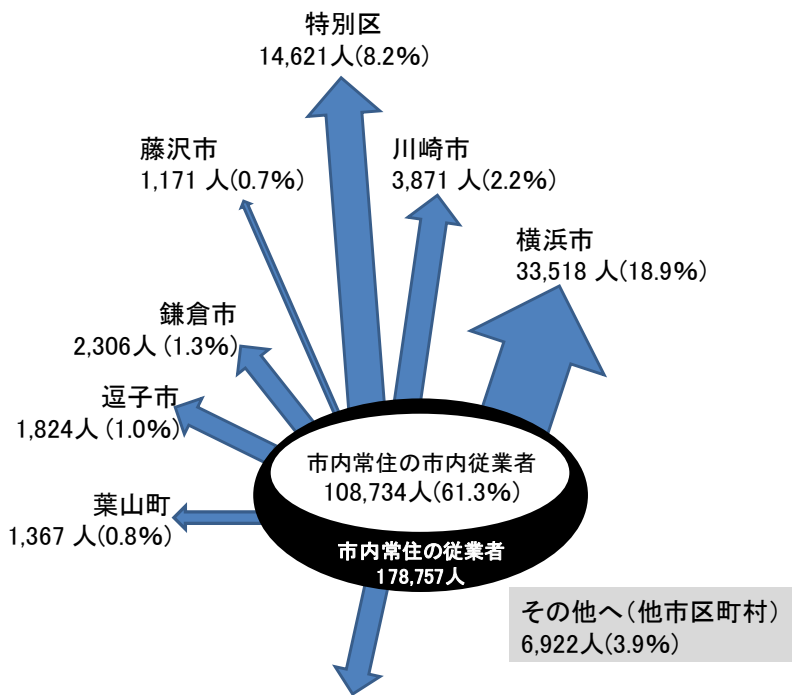 特別区
14,621人(8.2%)
藤沢市
1,171 人(0.7%)
川崎市
3,871 人(2.2%)
横浜市
33,518 人(18.9%)
鎌倉市
2,306人 (1.3%)
逗子市
1,824人 (1.0%)
葉山町
1,367 人(0.8%)
市内常住の市内従業者
108,734人(61.3%)
市内常住の従業者
178,757人
その他へ(他市区町村)
6,922人(3.9%)